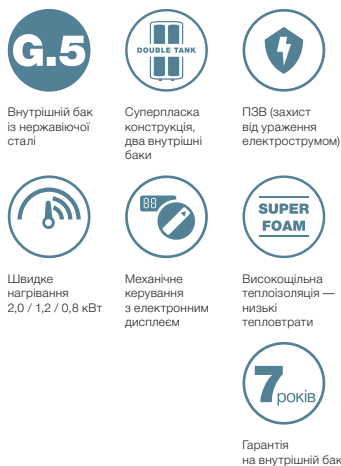 G.5
Внутрішній бак
із нержавіючої
сталі
DOUBLE TANK
Суперпласка
конструкція,
два внутрішні
баки
ПЗВ (захист
від ураження
електрострумом)
Швидке
нагрівання
2,0 / 1,2 / 0,8 кВт
88
Механічне
керування
з електронним
дисплеєм
SUPER
FOAM
Високощільна
теплоізоляція —
низькі
тепловтрати
7 років
Гарантія
на внутрішній бак